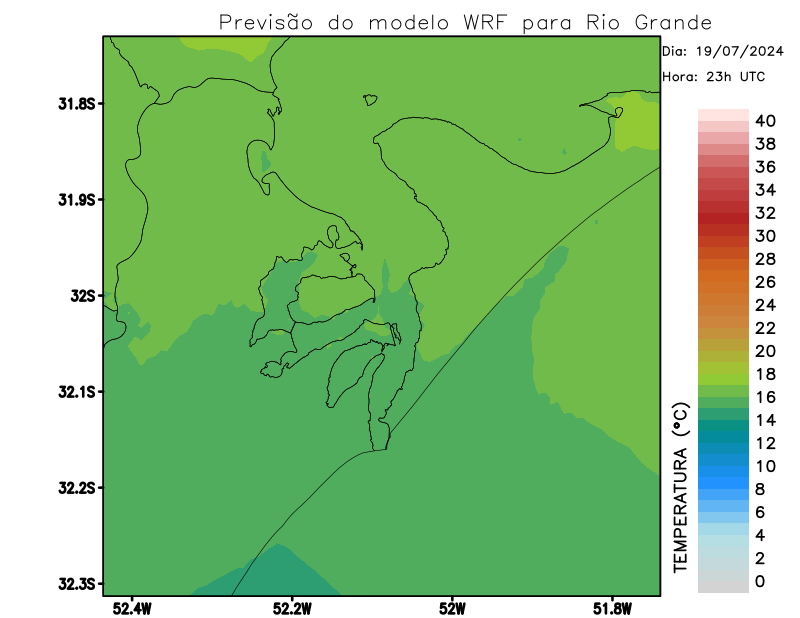 Previsão do modelo WRF para Rio Grande
Dia: 19/07/2024
Hora: 23h UTC
31.8S
31.9S
32S
32.1S
32.2S
32.3S
52.4W
52.2W
52W
51.8W
TEMPERATURA (°C)
40
38
36
34
32
30
28
26
24
22
20
18
16
14
12
10
8
6
4
2
0